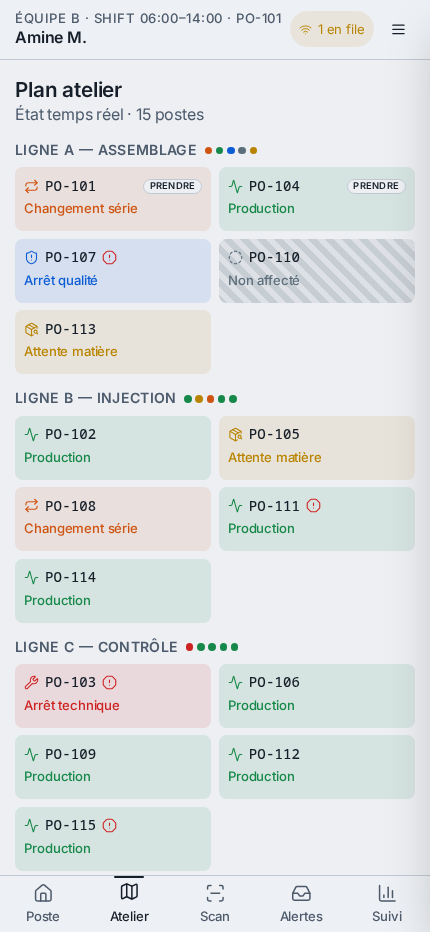 ÉQUIPE B · SHIFT 06:00–14:00 · PO-101
Amine M.
1 en file
Plan atelier
État temps réel · 15 postes
LIGNE A — ASSEMBLAGE
PO-101 PRENDRE
Changement série
PO-104 PRENDRE
Production
PO-107
Arrêt qualité
PO-110
Non affecté
PO-113
Attente matière
LIGNE B — INJECTION
PO-102
Production
PO-105
Attente matière
PO-108
Changement série
PO-111
Production
PO-114
Production
LIGNE C — CONTRÔLE
PO-103
Arrêt technique
PO-106
Production
PO-109
Production
PO-112
Production
PO-115
Production
Poste
Atelier
Scan
Alertes
Suivi